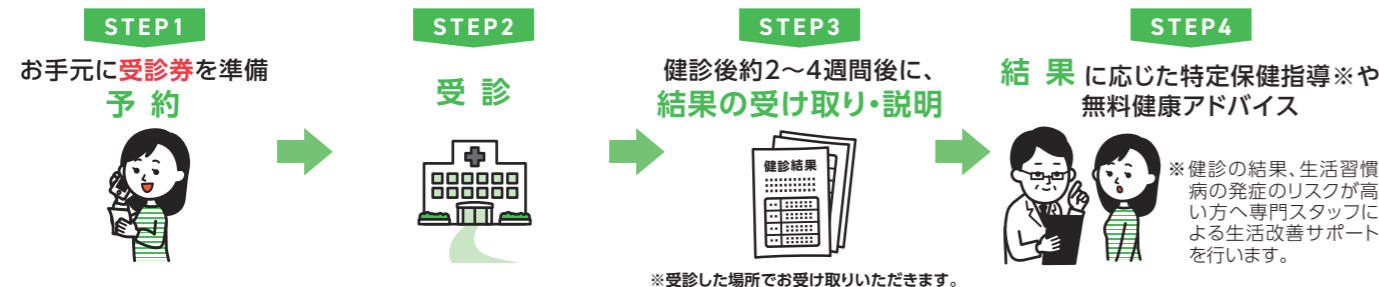 STEP1
お手元に受診券を準備
予約
STEP2
受診
STEP3
健診後約2〜4週間後に、
結果の受け取り・説明
健診結果
※受診した場所でお受け取りいただきます。
STEP4
結果に応じた特定保健指導※や
無料健康アドバイス
※健診の結果、生活習慣
病の発症のリスクが高
い方へ専門スタッフに
よる生活改善サポート
を行います。